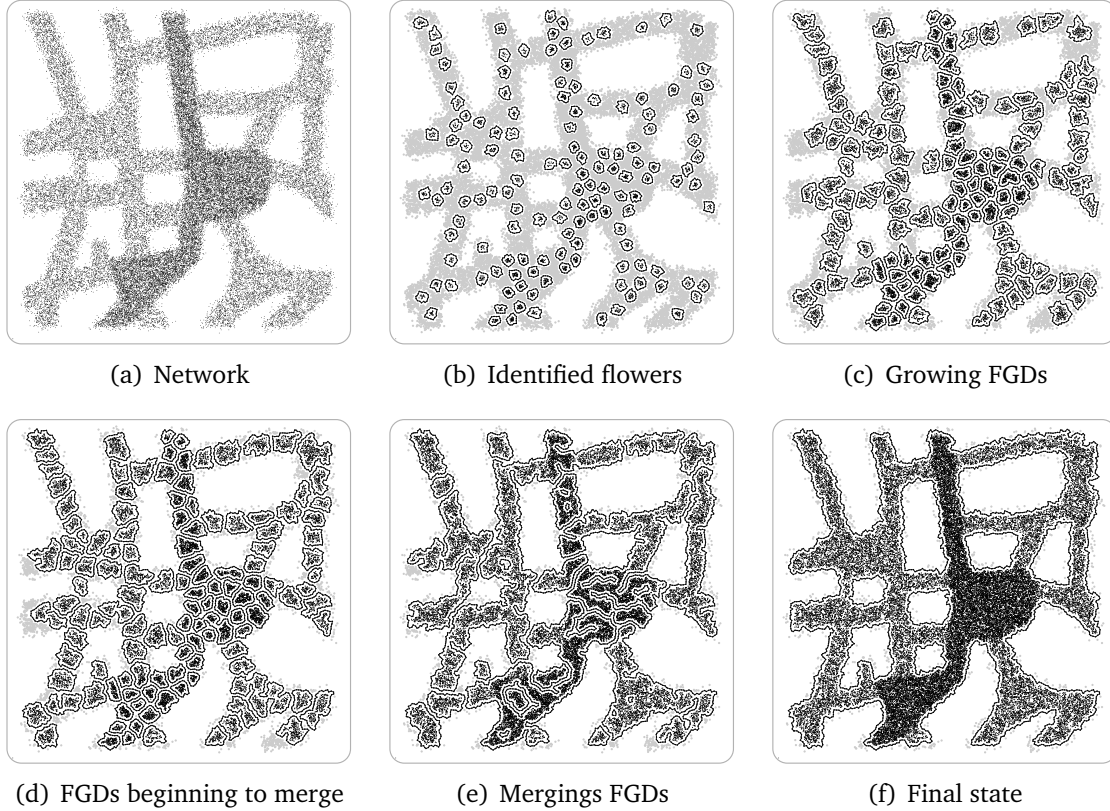 (a) Network
(b) Identified flowers
(c) Growing FGDs
(d) FGDs beginning to merge
(e) Mergings FGDs
(f) Final state